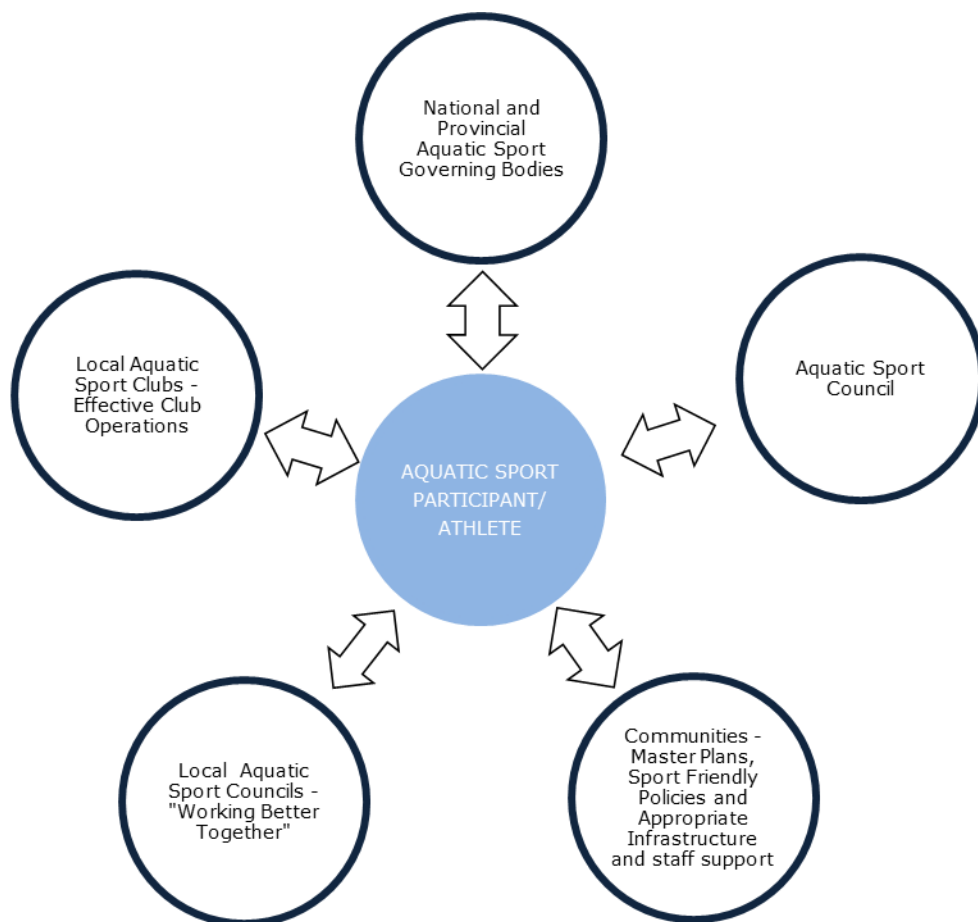 National and
Provincial
Aquatic Sport
Governing Bodies
Local Aquatic
Sport Clubs -
Effective Club
Operations
Aquatic Sport
Council
AQUATIC SPORT
PARTICIPANT/
ATHLETE
Local Aquatic
Sport Councils -
"Working Better
Together"
Communities -
Master Plans,
Sport Friendly
Policies and
Appropriate
Infrastructure
and staff support